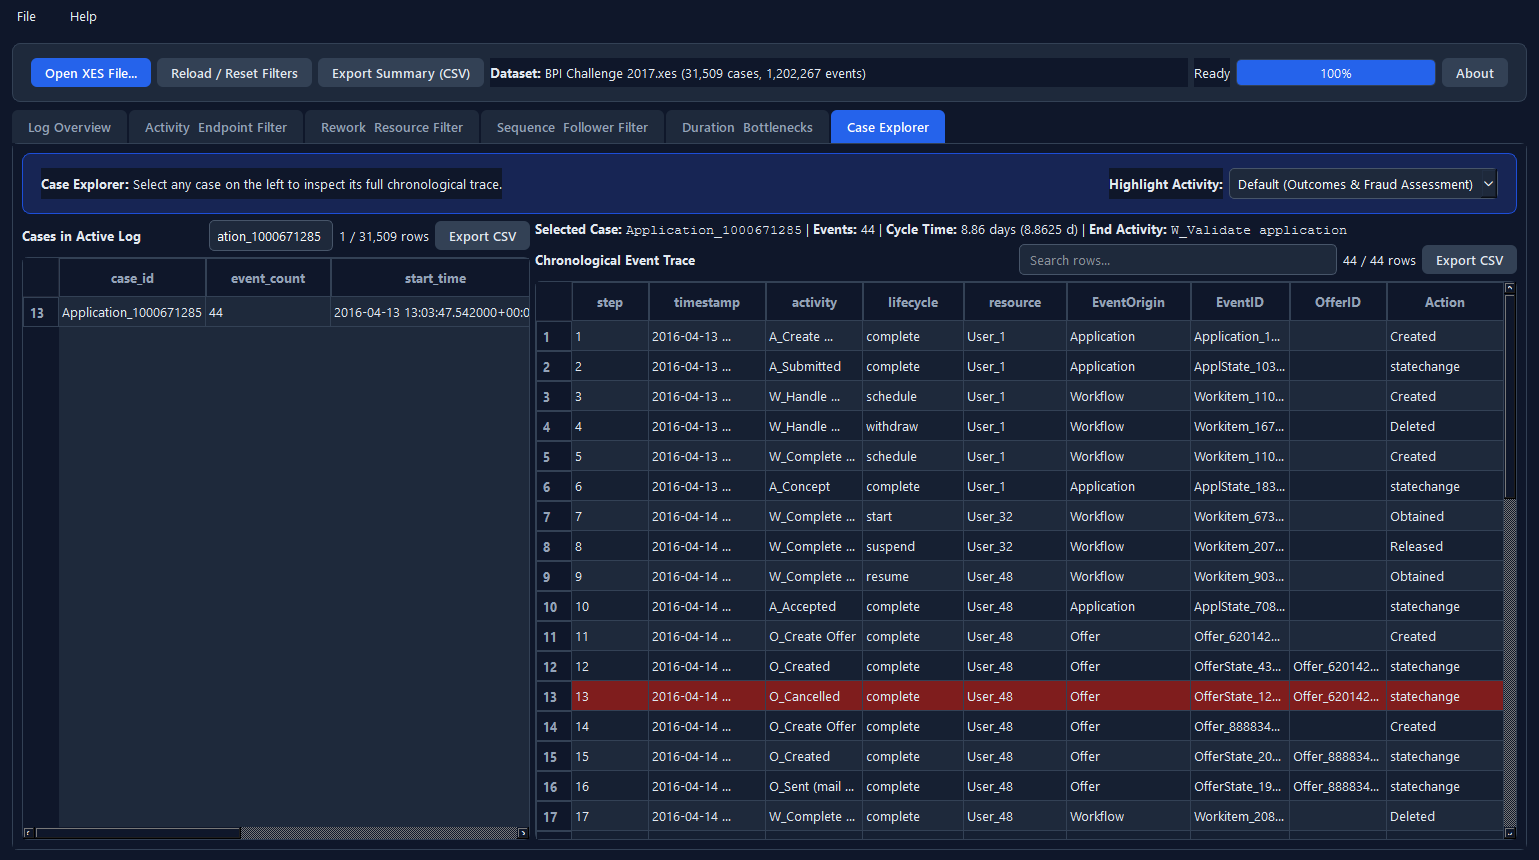 File Help
Open XES File... Reload / Reset Filters Export Summary (CSV) Dataset: BPI Challenge 2017.xes (31,509 cases, 1,202,267 events) Ready 100% About
Log Overview Activity Endpoint Filter Rework Resource Filter Sequence Follower Filter Duration Bottlenecks Case Explorer
Case Explorer: Select any case on the left to inspect its full chronological trace. Highlight Activity: Default (Outcomes & Fraud Assessment)
Cases in Active Log ation_1000671285 1 / 31,509 rows Export CSV
case_id event_count start_time
13 Application_1000671285 44 2016-04-13 13:03:47.542000+00:0
Selected Case: Application_1000671285 | Events: 44 | Cycle Time: 8.86 days (8.8625 d) | End Activity: W_Validate application
Chronological Event Trace Search rows... 44 / 44 rows Export CSV
step timestamp activity lifecycle resource EventOrigin EventID OfferID Action
1 1 2016-04-13 ... A_Create ... complete User_1 Application Application_1... Created
2 2 2016-04-13 ... A_Submitted complete User_1 Application ApplState_103... statechange
3 3 2016-04-13 ... W_Handle ... schedule User_1 Workflow Workitem_110... Created
4 4 2016-04-13 ... W_Handle ... withdraw User_1 Workflow Workitem_167... Deleted
5 5 2016-04-13 ... W_Complete ... schedule User_1 Workflow Workitem_110... Created
6 6 2016-04-13 ... A_Concept complete User_1 Application ApplState_183... statechange
7 7 2016-04-14 ... W_Complete ... start User_32 Workflow Workitem_673... Obtained
8 8 2016-04-14 ... W_Complete ... suspend User_32 Workflow Workitem_207... Released
9 9 2016-04-14 ... W_Complete ... resume User_48 Workflow Workitem_903... Obtained
10 10 2016-04-14 ... A_Accepted complete User_48 Application ApplState_708... statechange
11 11 2016-04-14 ... O_Create Offer complete User_48 Offer Offer_620142... Created
12 12 2016-04-14 ... O_Created complete User_48 Offer OfferState_43... Offer_620142... statechange
13 13 2016-04-14 ... O_Cancelled complete User_48 Offer OfferState_12... Offer_620142... statechange
14 14 2016-04-14 ... O_Create Offer complete User_48 Offer Offer_888834... Created
15 15 2016-04-14 ... O_Created complete User_48 Offer OfferState_20... Offer_888834... statechange
16 16 2016-04-14 ... O_Sent (mail ... complete User_48 Offer OfferState_19... Offer_888834... statechange
17 17 2016-04-14 ... W_Complete ... complete User_48 Workflow Workitem_208... Deleted